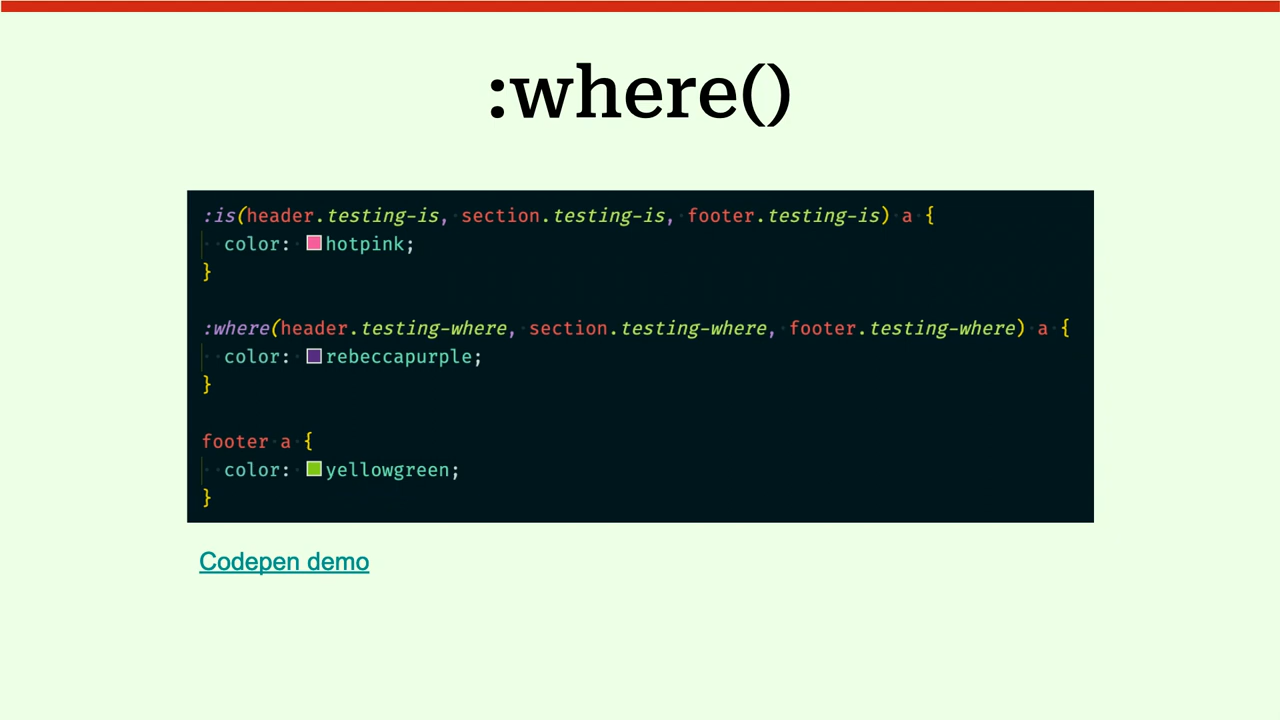 :where()
:is(header.testing-is, section.testing-is, footer.testing-is) a {
color: hotpink;
}
:where(header.testing-where, section.testing-where, footer.testing-where) a {
color: rebeccapurple;
}
footer a {
color: yellowgreen;
}
Codepen demo